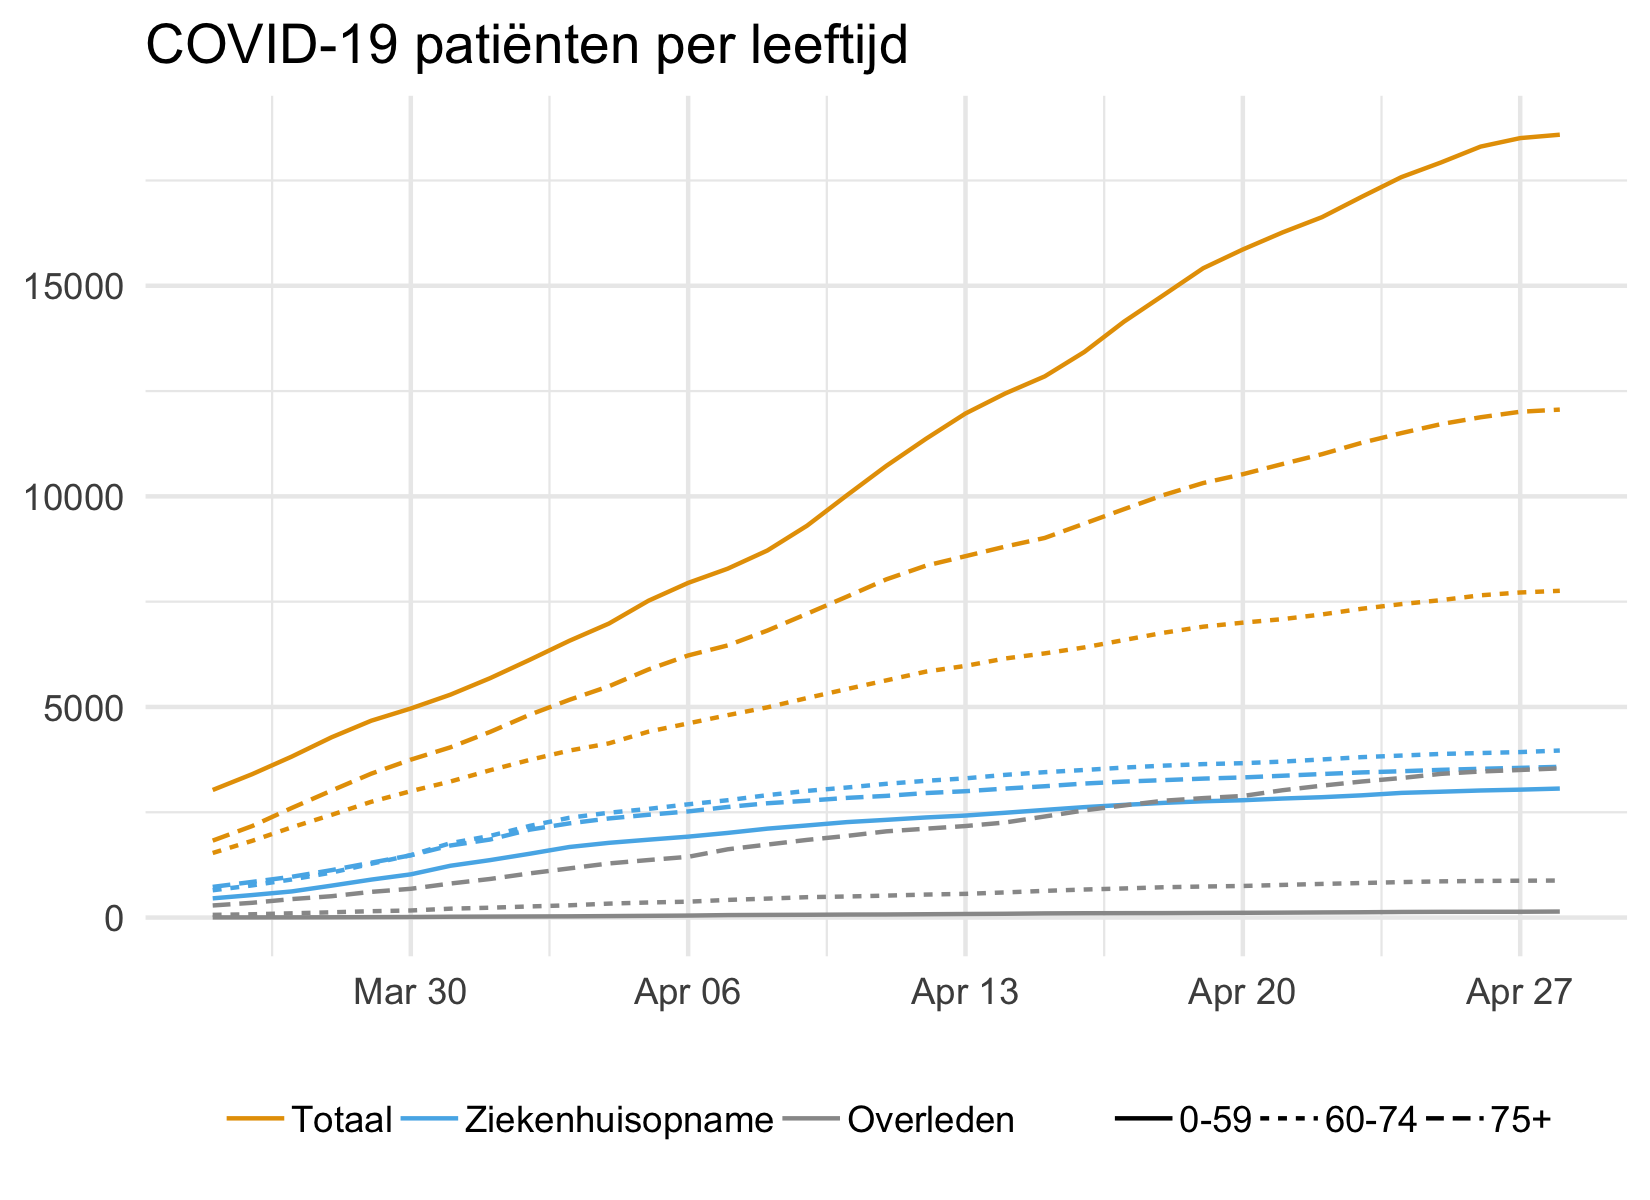 COVID-19 patiënten per leeftijd
15000
10000
5000
0
Mar 30 Apr 06 Apr 13 Apr 20 Apr 27
Totaal Ziekenhuisopname Overleden 0-59 60-74 75+